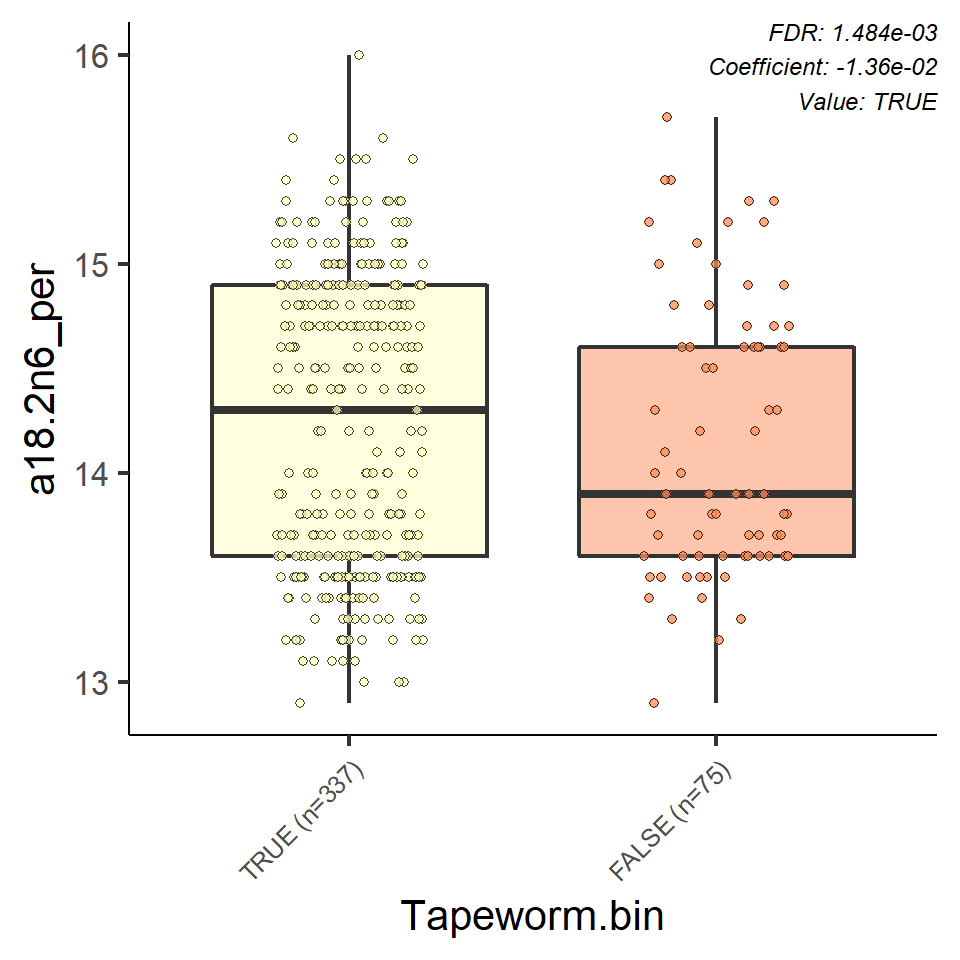 FDR: 1.484e-03
Coefficient: -1.36e-02
Value: TRUE
16
15
14
13
a18.2n6_per
TRUE (n=337)
FALSE (n=75)
Tapeworm.bin